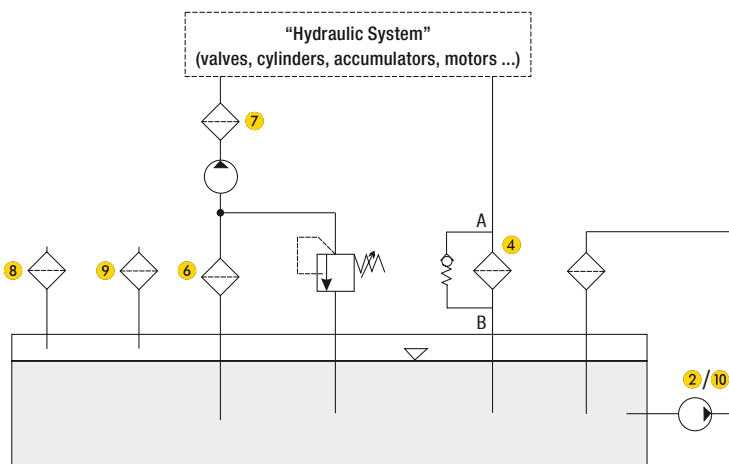 “Hydraulic System”
(valves, cylinders, accumulators, motors ...)
7
A
4
8
9
6
B
2/10